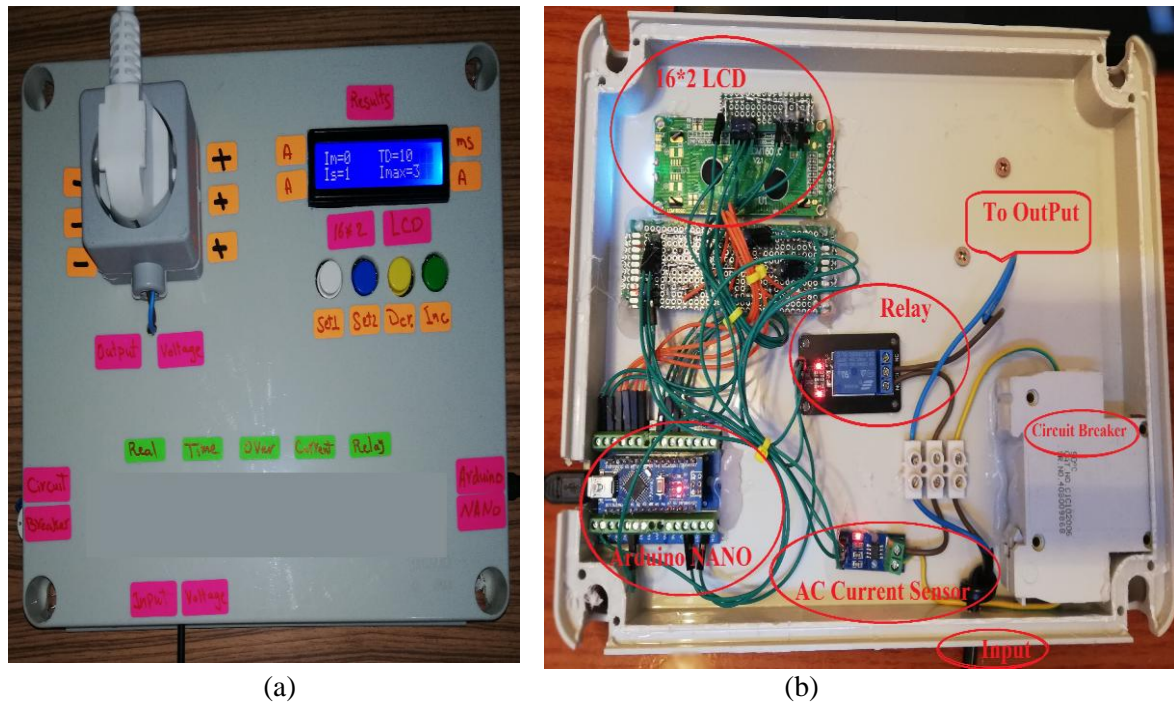 Results
A
ms
Im=0 TD=10
Is=1 Imax=3
A
A
-
+
-
+
-
+
16*2 LCD
Set1 Set2 Der. Inc
Output Voltage
Real Time Over Current Relay
Circuit
Breaker
Arduino
NANO
Input Voltage
(a)
16*2 LCD
To OutPut
Relay
Circuit Breaker
Arduino NANO
AC Current Sensor
Input
(b)